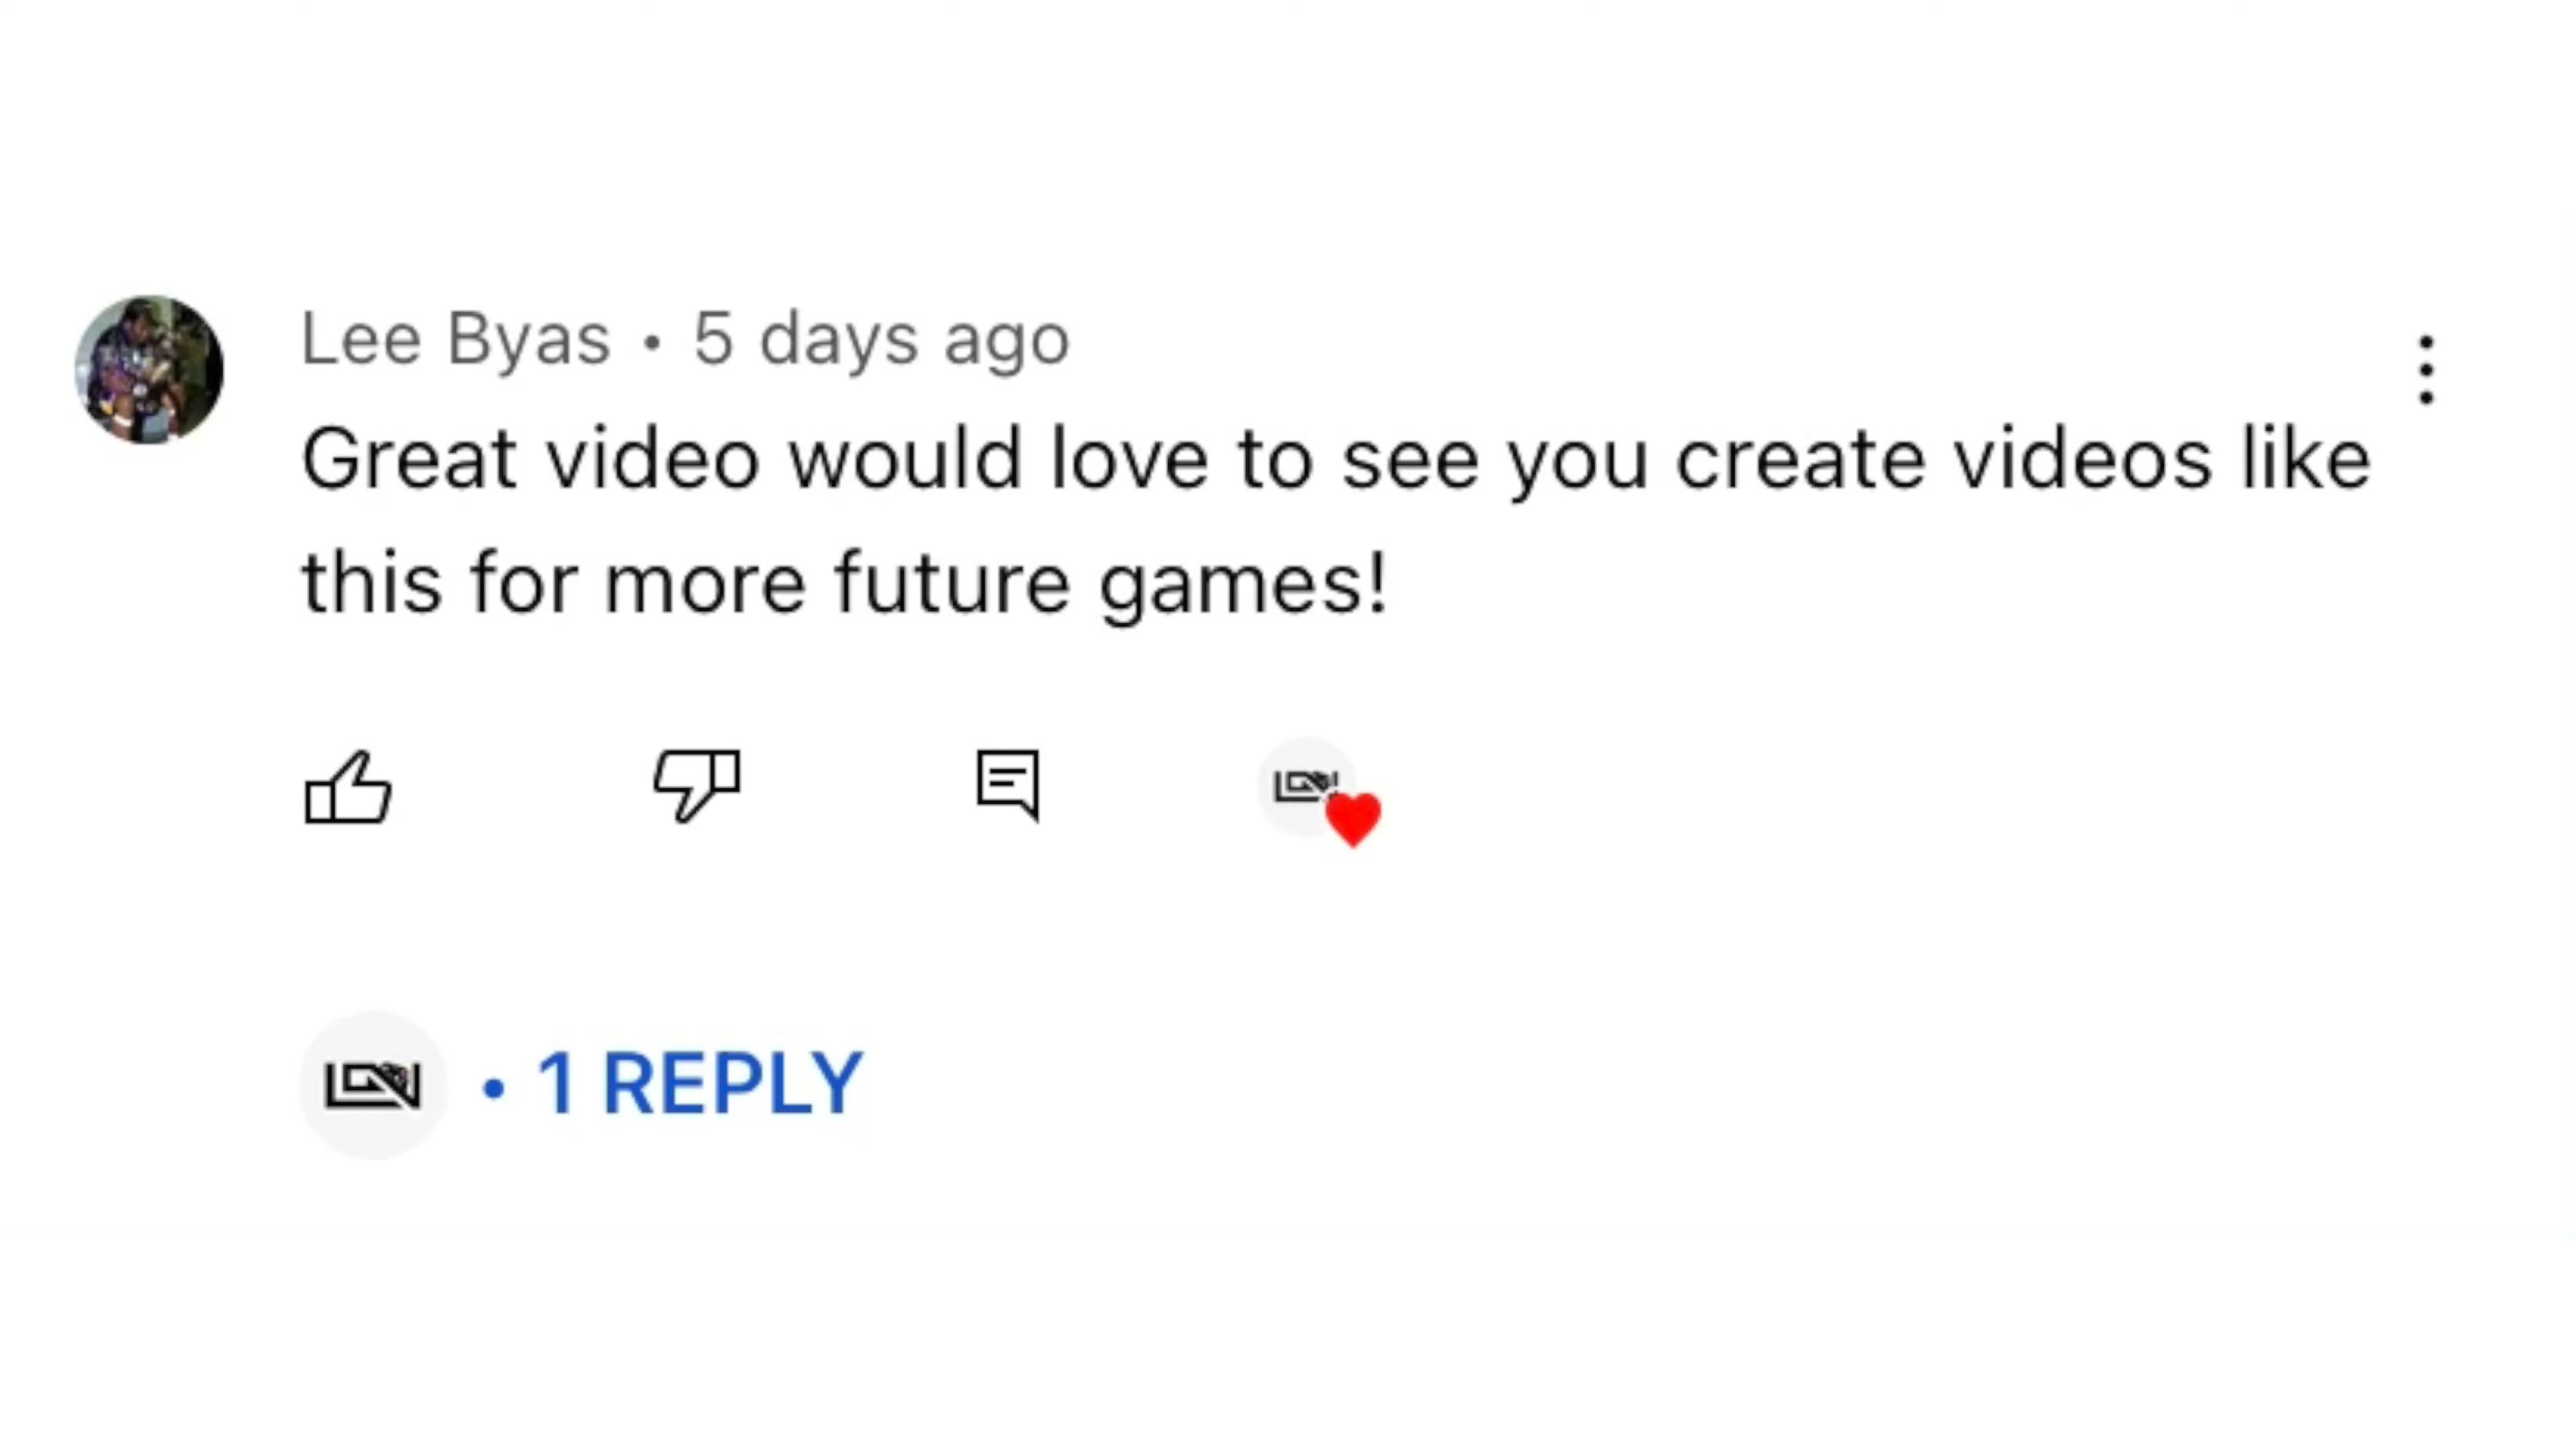 Lee Byas • 5 days ago
Great video would love to see you create videos like
this for more future games!
• 1 REPLY